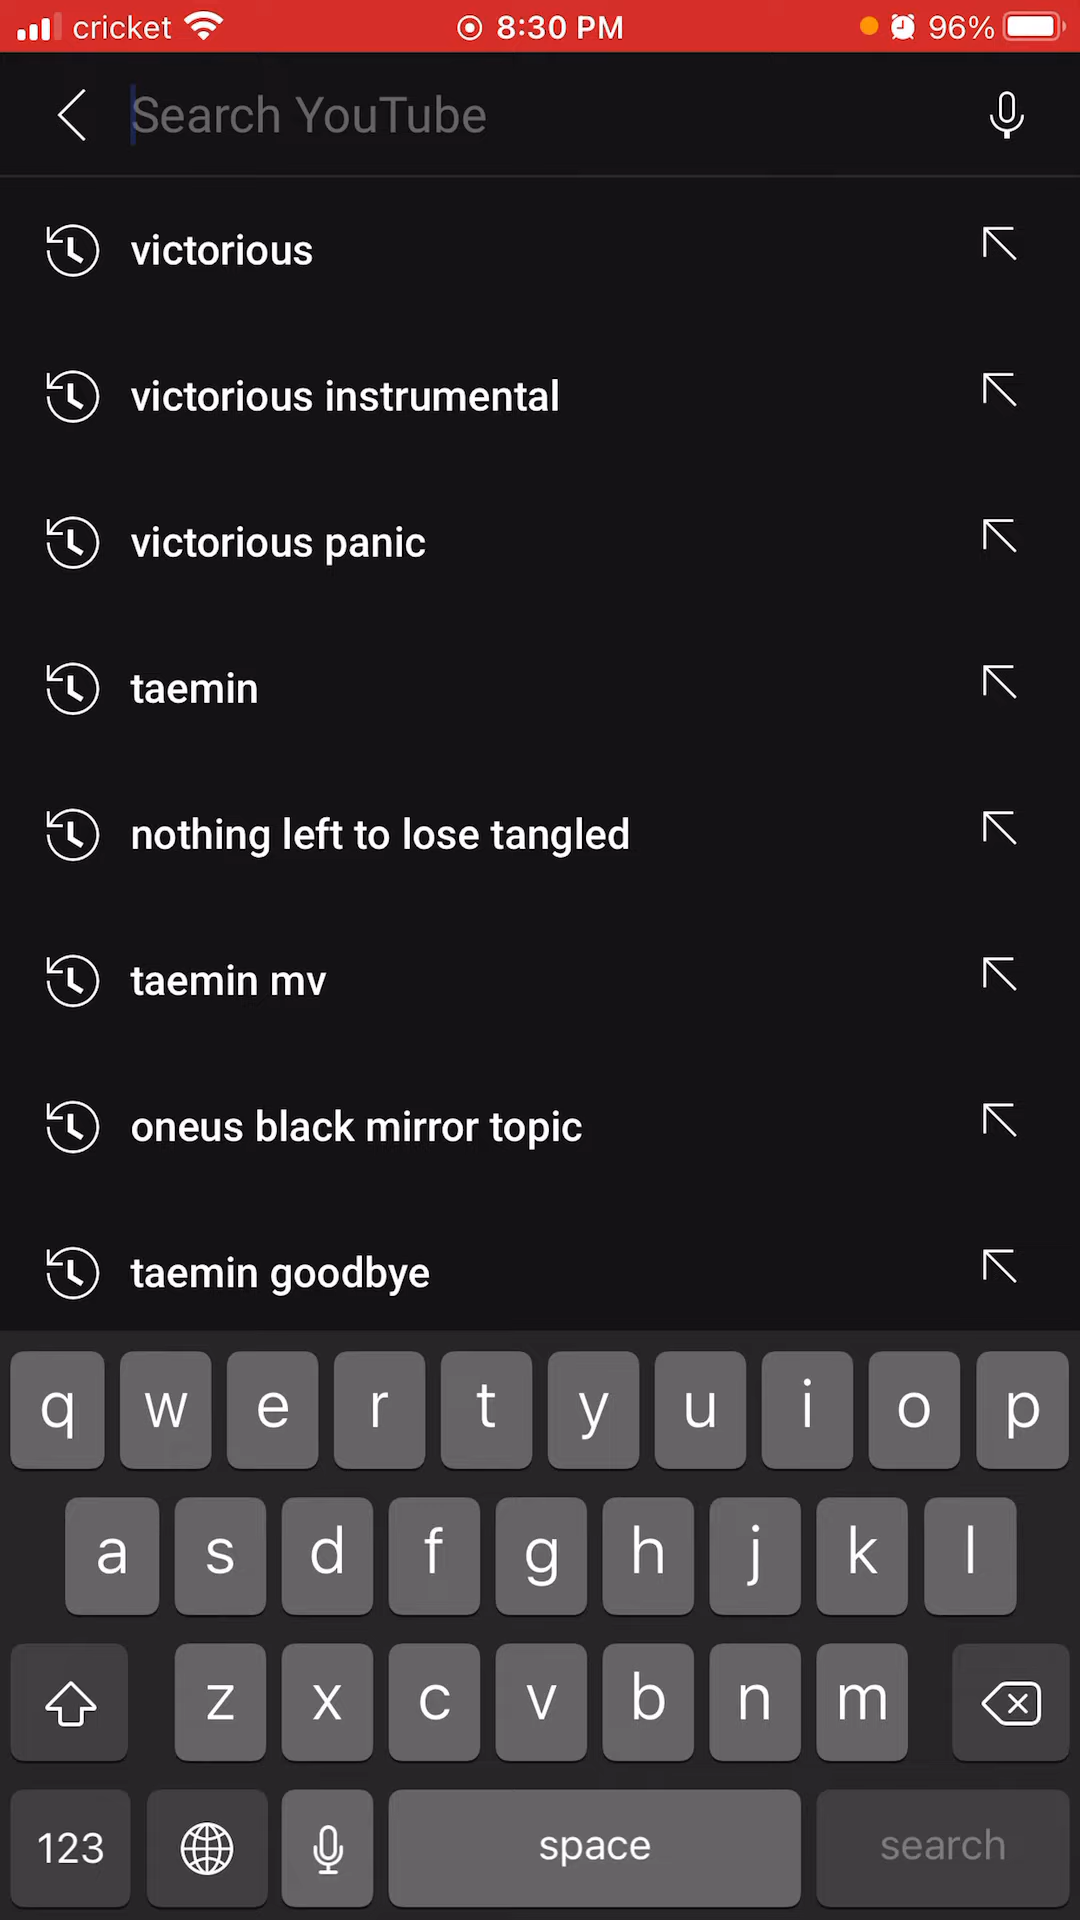 cricket 8:30 PM 96%
Search YouTube
victorious
victorious instrumental
victorious panic
taemin
nothing left to lose tangled
taemin mv
oneus black mirror topic
taemin goodbye
q w e r t y u i o p
a s d f g h j k l
z x c v b n m
123 space search